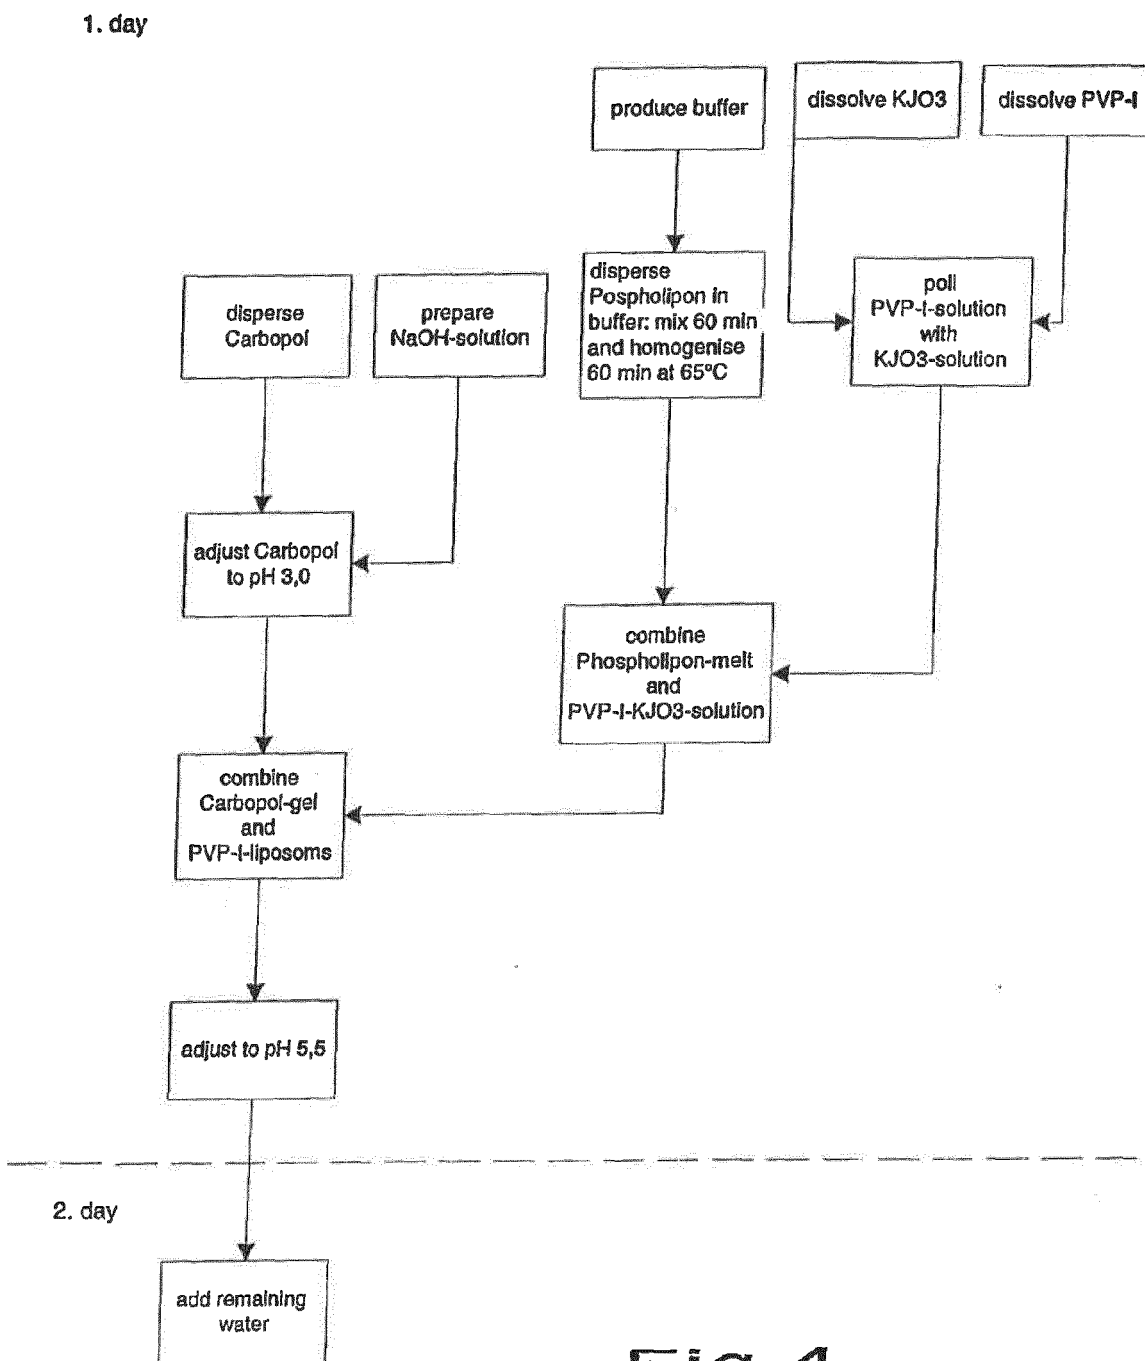 1. day
produce buffer
dissolve KJO3
dissolve PVP-I
disperse
Carbopol
prepare
NaOH-solution
disperse
Pospholipon in
buffer: mix 60 min
and homogenise
60 min at 65°C
poll
PVP-I-solution
with
KJO3-solution
adjust Carbopol
to pH 3,0
combine
Phospholipon-melt
and
PVP-I-KJO3-solution
combine
Carbopol-gel
and
PVP-I-liposoms
adjust to pH 5,5
2. day
add remaining
water